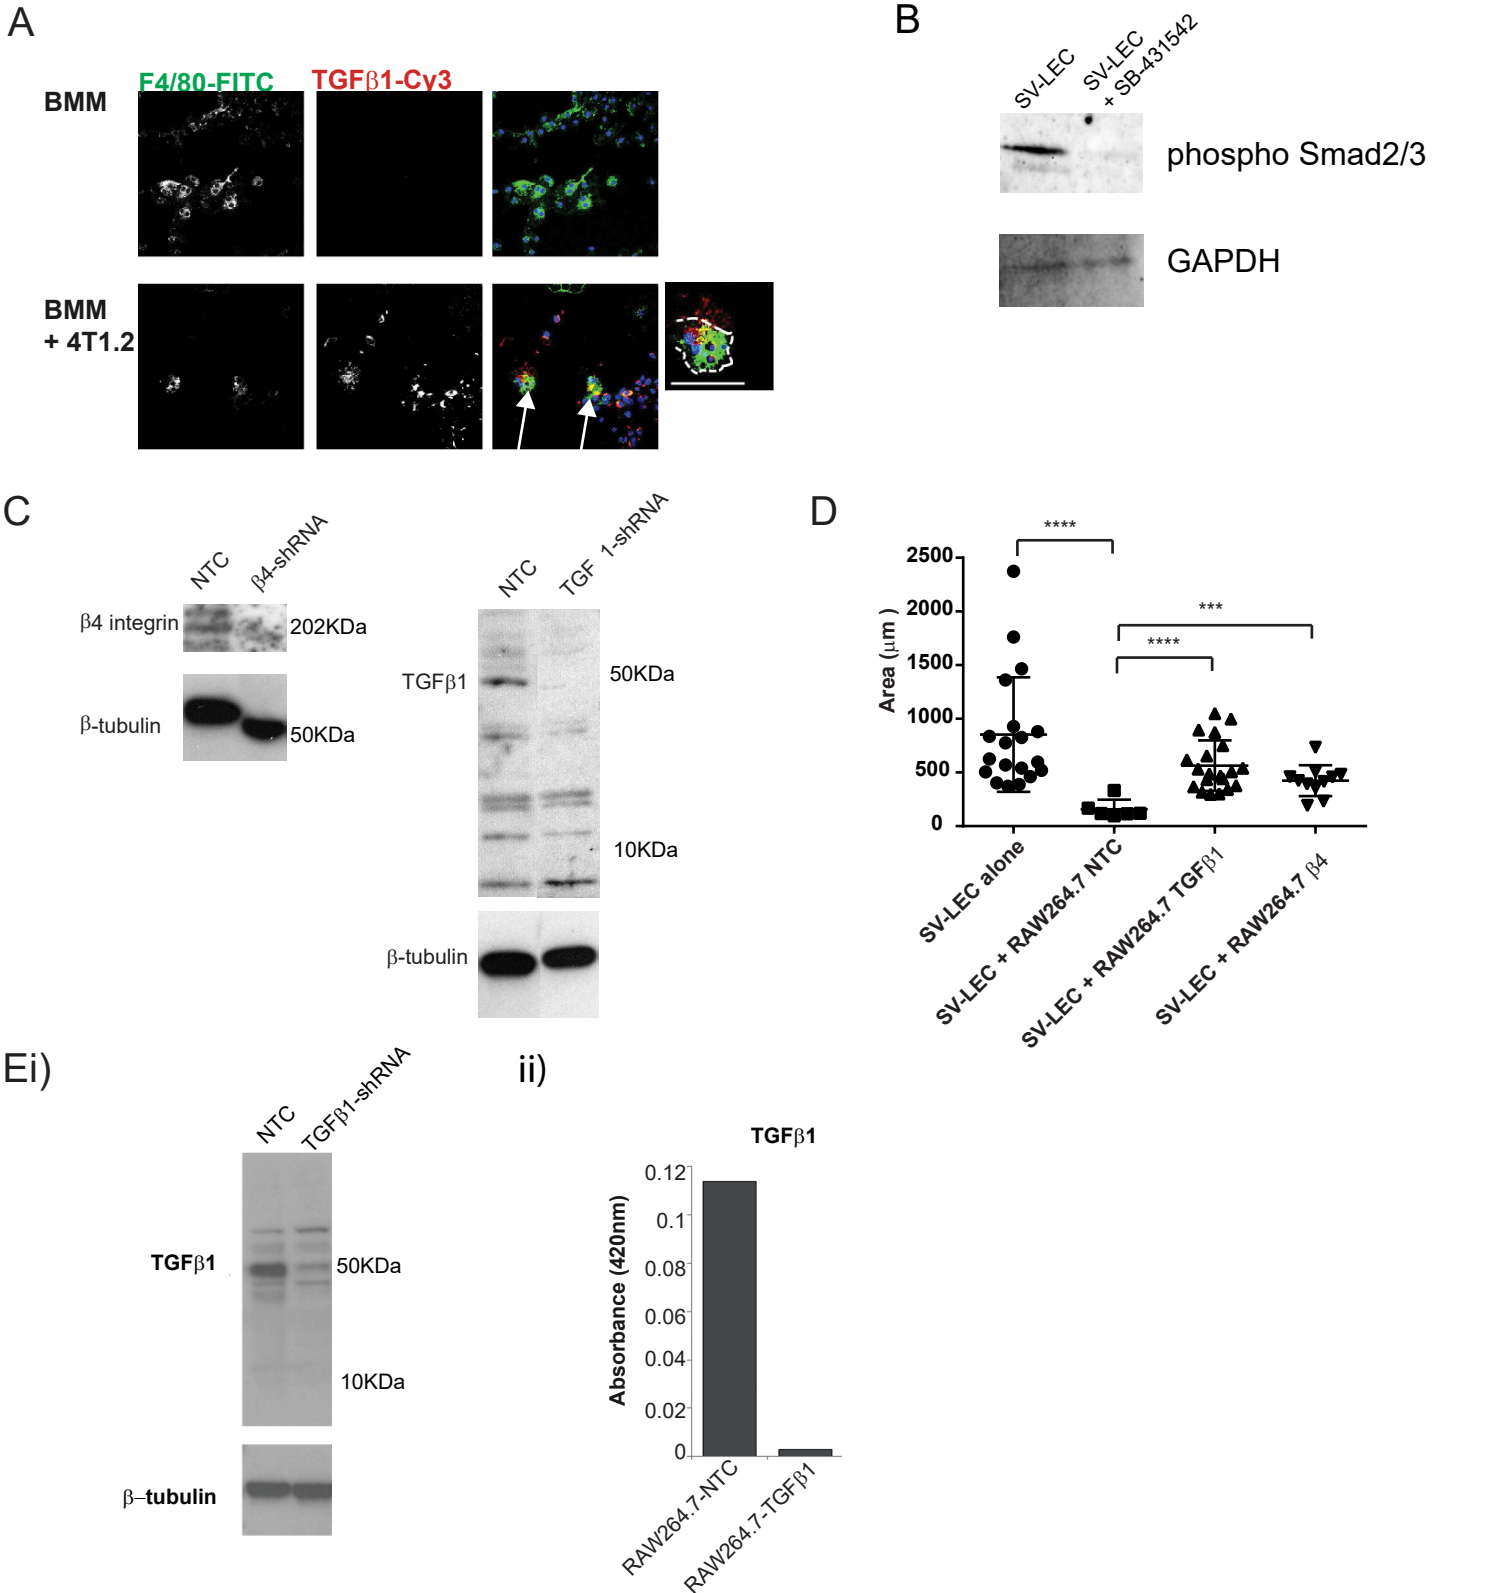 A
F4/80-FITC TGFβ1-Cy3
BMM
BMM
+ 4T1.2
B
SV-LEC
SV-LEC
+ SB-431542
phospho Smad2/3
GAPDH
C
NTC
β4-shRNA
β4 integrin
202KDa
β-tubulin
50KDa
NTC
TGF 1-shRNA
TGFβ1
50KDa
10KDa
β-tubulin
D
****
***
****
Area (μm )
2500
2000
1500
1000
500
0
SV-LEC alone
SV-LEC + RAW264.7 NTC
SV-LEC + RAW264.7 TGFβ1
SV-LEC + RAW264.7 β4
Ei)
NTC
TGFβ1-shRNA
TGFβ1
50KDa
10KDa
β-tubulin
ii)
TGFβ1
Absorbance (420nm)
0.12
0.1
0.08
0.06
0.04
0.02
0
RAW264.7-NTC
RAW264.7-TGFβ1